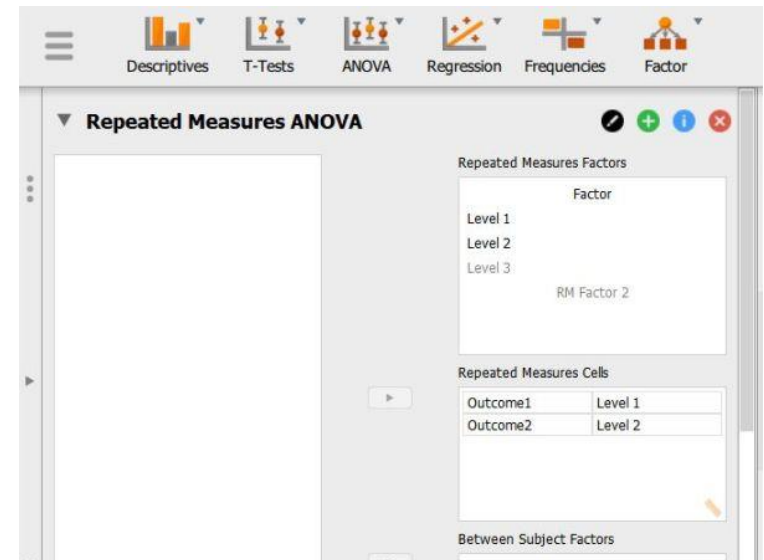 Descriptives T-Tests ANOVA Regression Frequencies Factor
Repeated Measures ANOVA
Repeated Measures Factors
Factor
Level 1
Level 2
Level 3
RM Factor 2
Repeated Measures Cells
Outcome1 Level 1
Outcome2 Level 2
Between Subject Factors